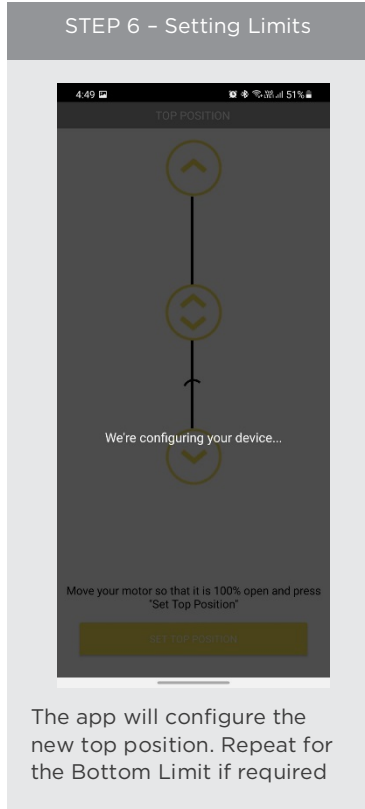 STEP 6 – Setting Limits
4:49 51%
TOP POSITION
We're configuring your device...
Move your motor so that it is 100% open and press
"Set Top Position"
SET TOP POSITION
The app will configure the
new top position. Repeat for
the Bottom Limit if required